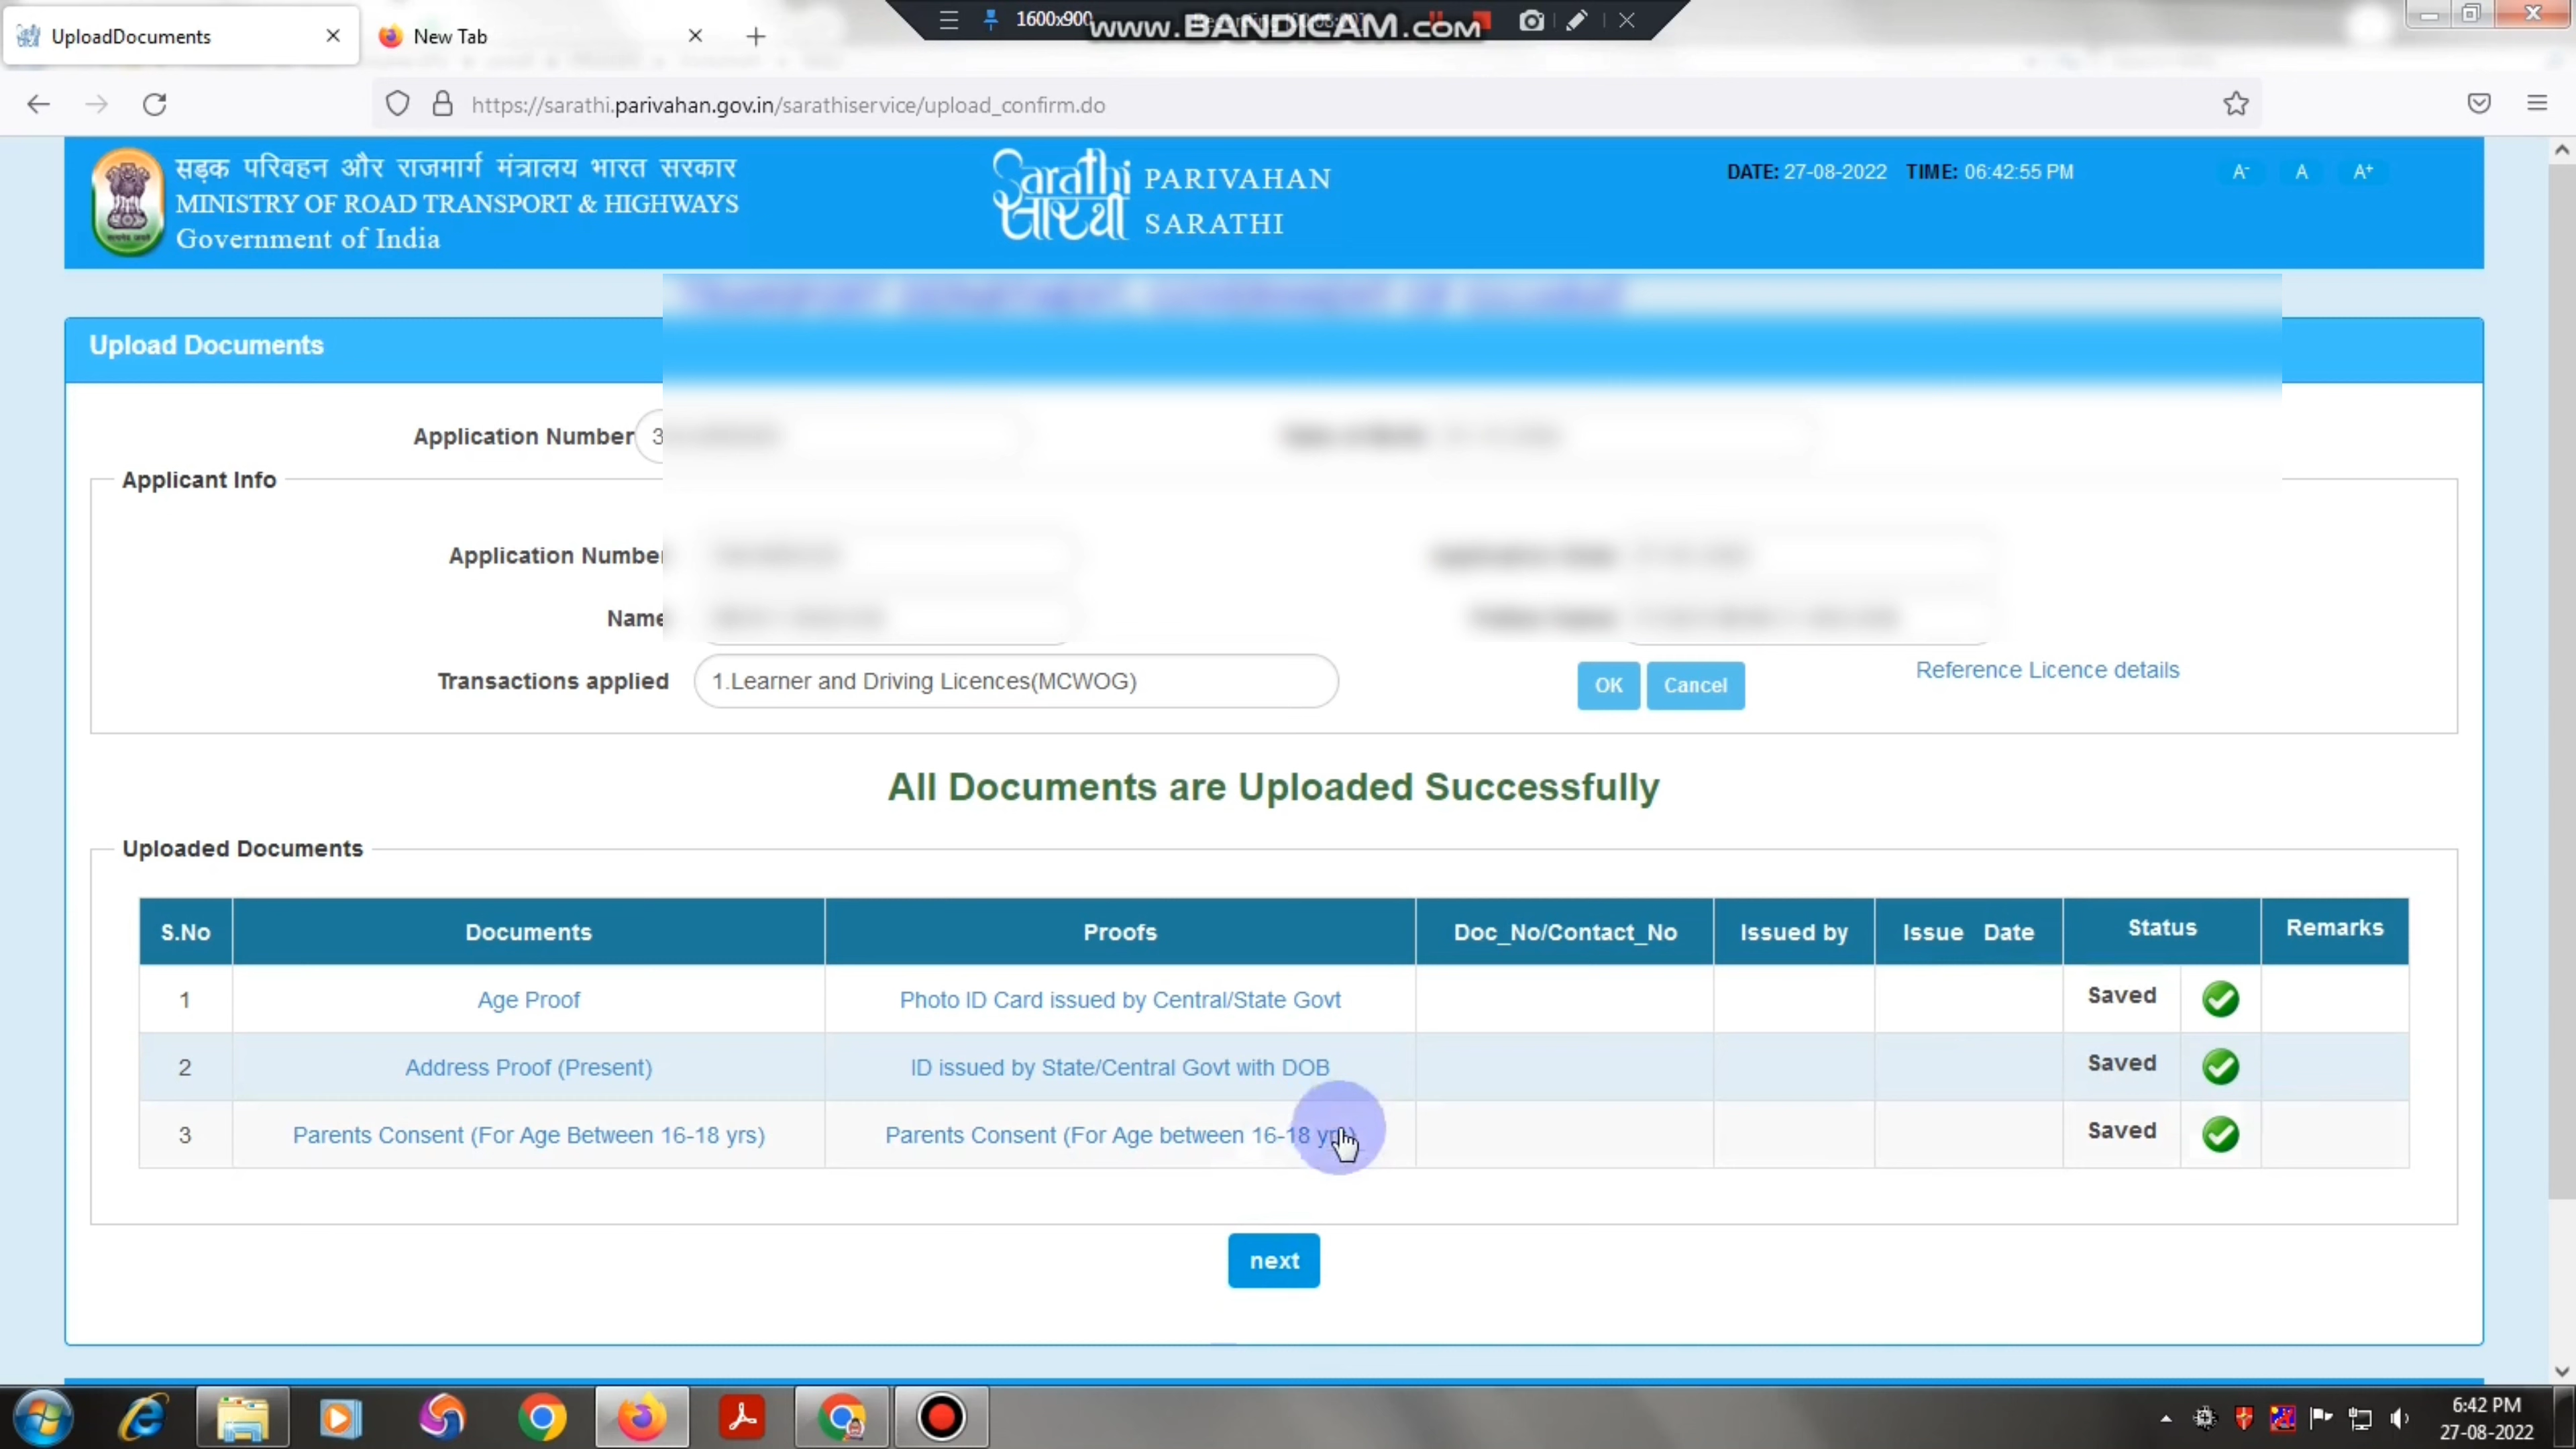 UploadDocuments
New Tab
1600x900
www.BANDICAM.com
https://sarathi.parivahan.gov.in/sarathiservice/upload_confirm.do
सड़क परिवहन और राजमार्ग मंत्रालय भारत सरकार
MINISTRY OF ROAD TRANSPORT & HIGHWAYS
Government of India
Sarathi
सारथी
PARIVAHAN
SARATHI
DATE: 27-08-2022 TIME: 06:42:55 PM
A- A A+
Upload Documents
Application Number 3
Applicant Info
Application Number
Name
Transactions applied 1.Learner and Driving Licences(MCWOG) OK Cancel Reference Licence details
All Documents are Uploaded Successfully
Uploaded Documents
S.No Documents Proofs Doc_No/Contact_No Issued by Issue Date Status Remarks
1 Age Proof Photo ID Card issued by Central/State Govt Saved
2 Address Proof (Present) ID issued by State/Central Govt with DOB Saved
3 Parents Consent (For Age Between 16-18 yrs) Parents Consent (For Age between 16-18 Saved
next
6:42 PM
27-08-2022